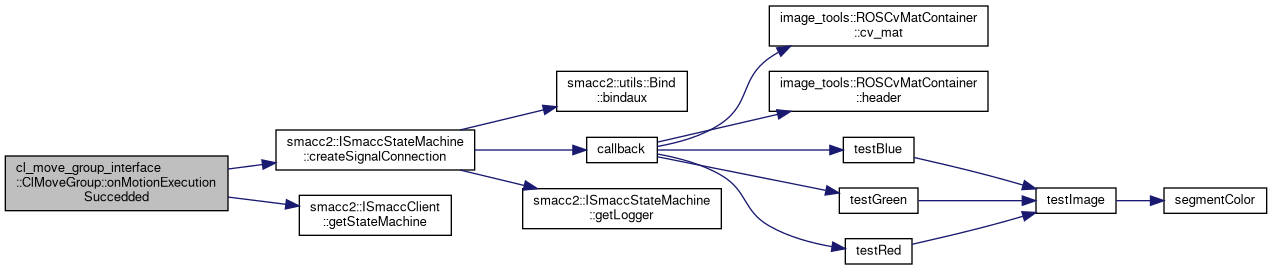 cl_move_group_interface
::ClMoveGroup::onMotionExecution
Succedded
smacc2::ISmaccStateMachine
::createSignalConnection
smacc2::ISmaccClient
::getStateMachine
smacc2::utils::Bind
::bindaux
callback
smacc2::ISmaccStateMachine
::getLogger
image_tools::ROSCvMatContainer
::cv_mat
image_tools::ROSCvMatContainer
::header
testBlue
testGreen
testRed
testImage
segmentColor